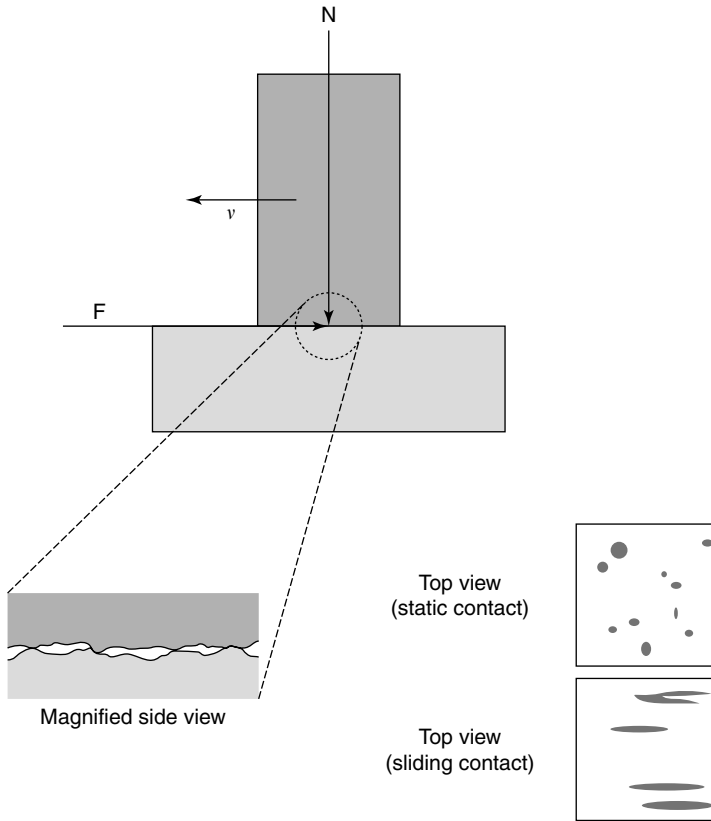 N
v
F
Top view
(static contact)
Magnified side view
Top view
(sliding contact)